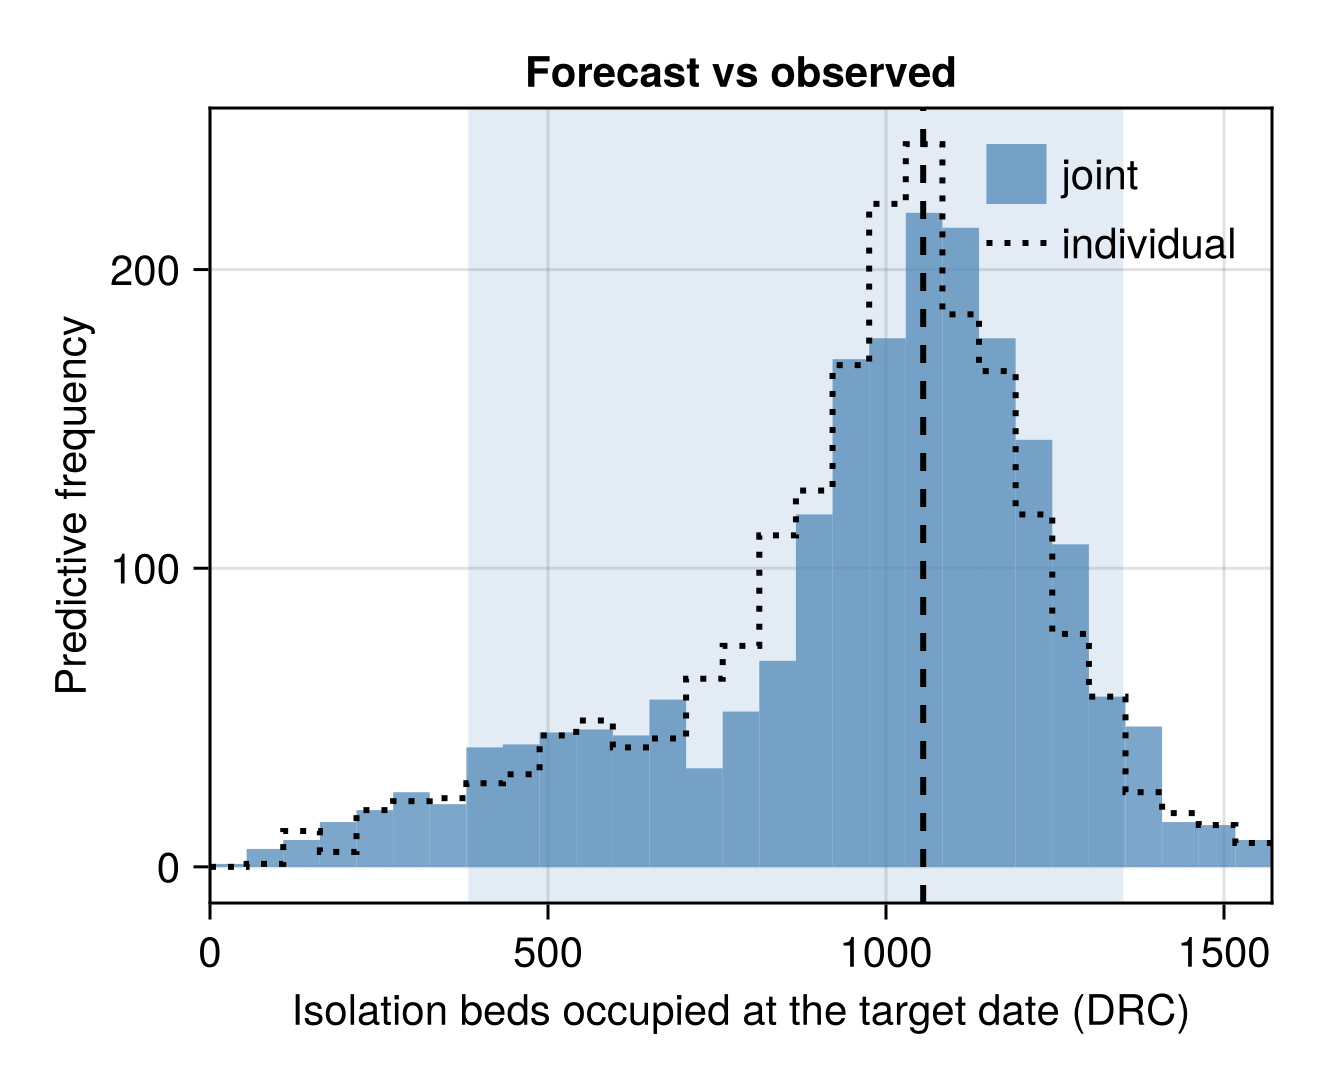 Forecast vs observed
joint
individual
Predictive frequency
200
100
0
0 500 1000 1500
Isolation beds occupied at the target date (DRC)